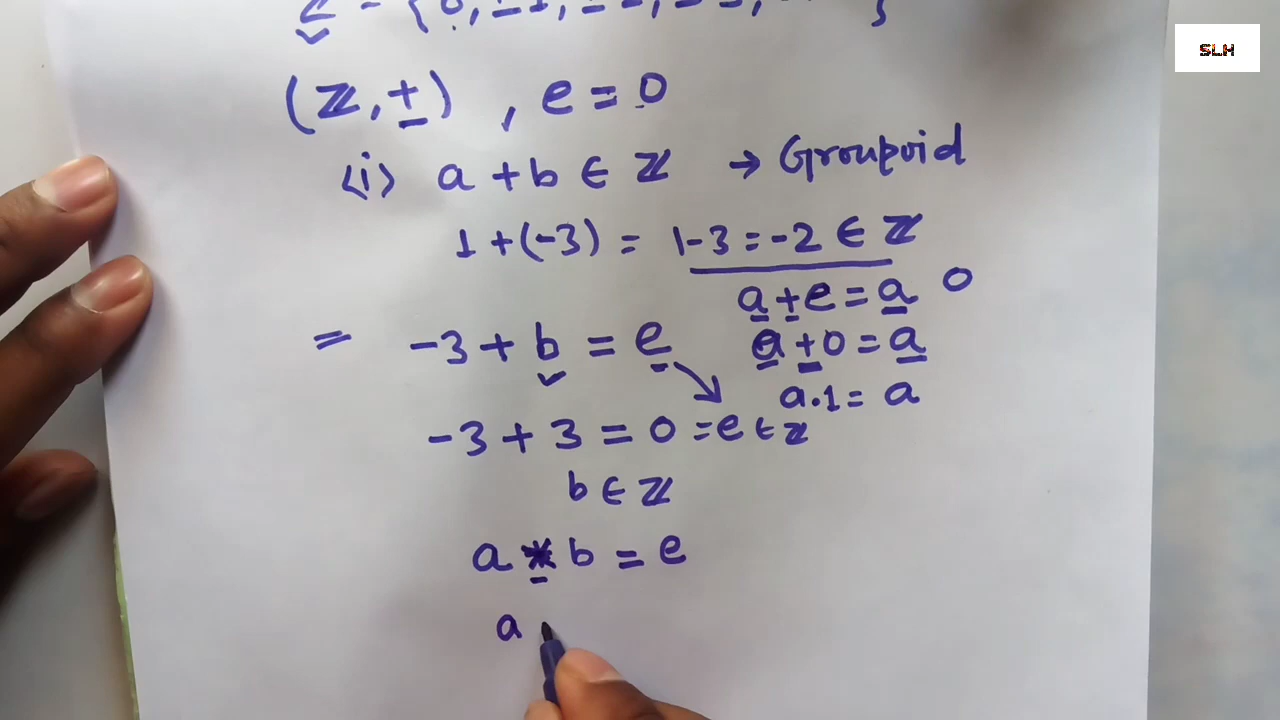 SLH
(ℤ, +) , e = 0
(i) a + b ∈ ℤ → Groupoid
1 + (-3) = 1-3 = -2 ∈ ℤ
a + e = a 0
= -3 + b = e a + 0 = a
a.1 = a
-3 + 3 = 0 = e ∈ ℤ
b ∈ ℤ
a * b = e
a